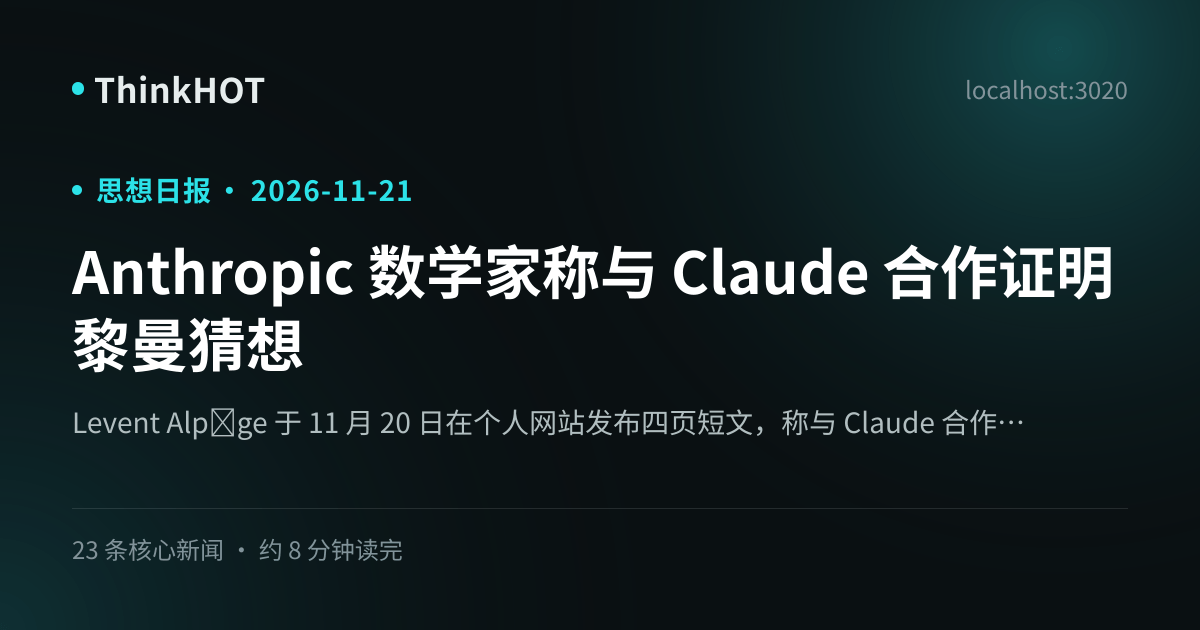 ThinkHOT
localhost:3020
思想日报 · 2026-11-21
Anthropic 数学家称与 Claude 合作证明
黎曼猜想
Levent Alp☒ge 于 11 月 20 日在个人网站发布四页短文，称与 Claude 合作…
23 条核心新闻 · 约 8 分钟读完